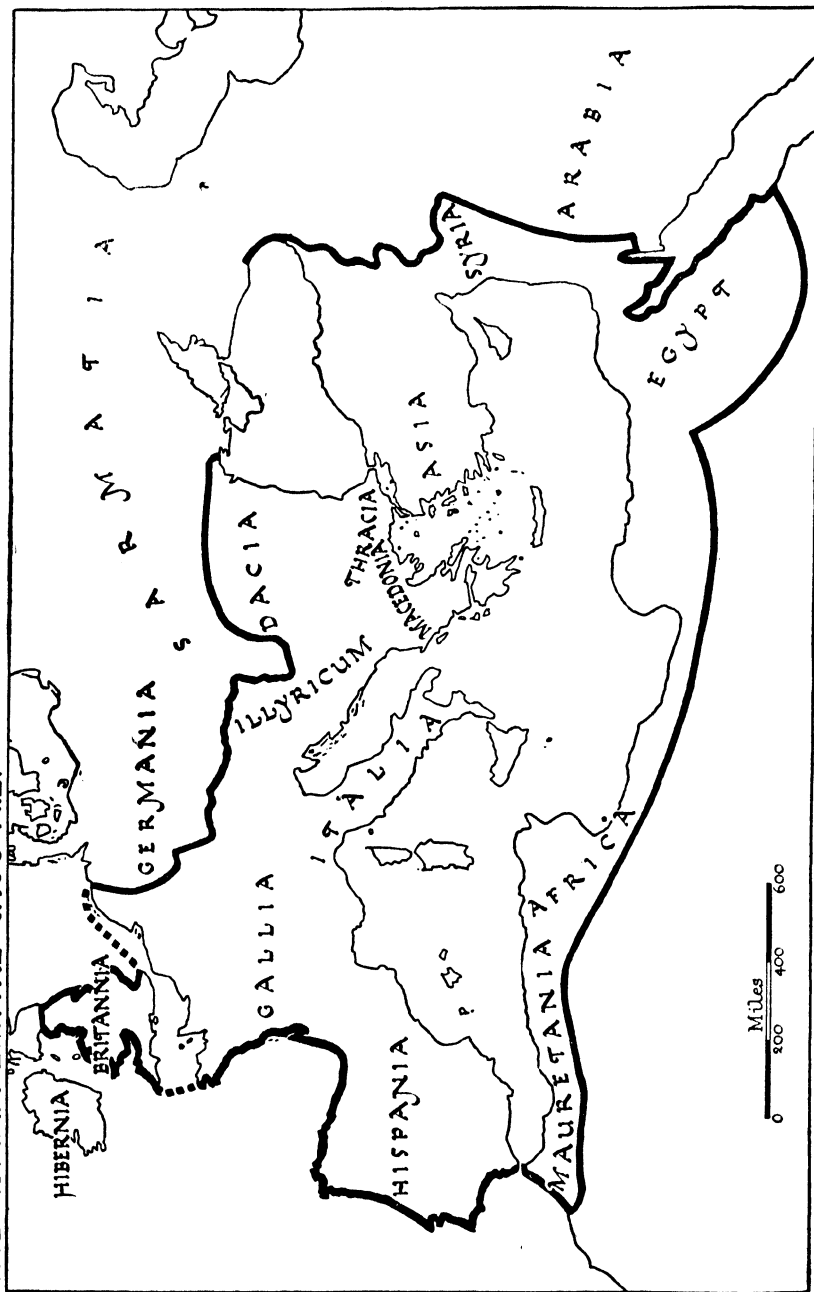 HIBERNIA
BRITANNIA
GERMANIA
SARMATIA
GALLIA
DACIA
ILLYRICUM
ITALIA
THRACIA
MACEDONIA
HISPANIA
ASIA
SYRIA
ARABIA
MAURETANIA
AFRICA
EGYPT
Miles
0 200 400 600